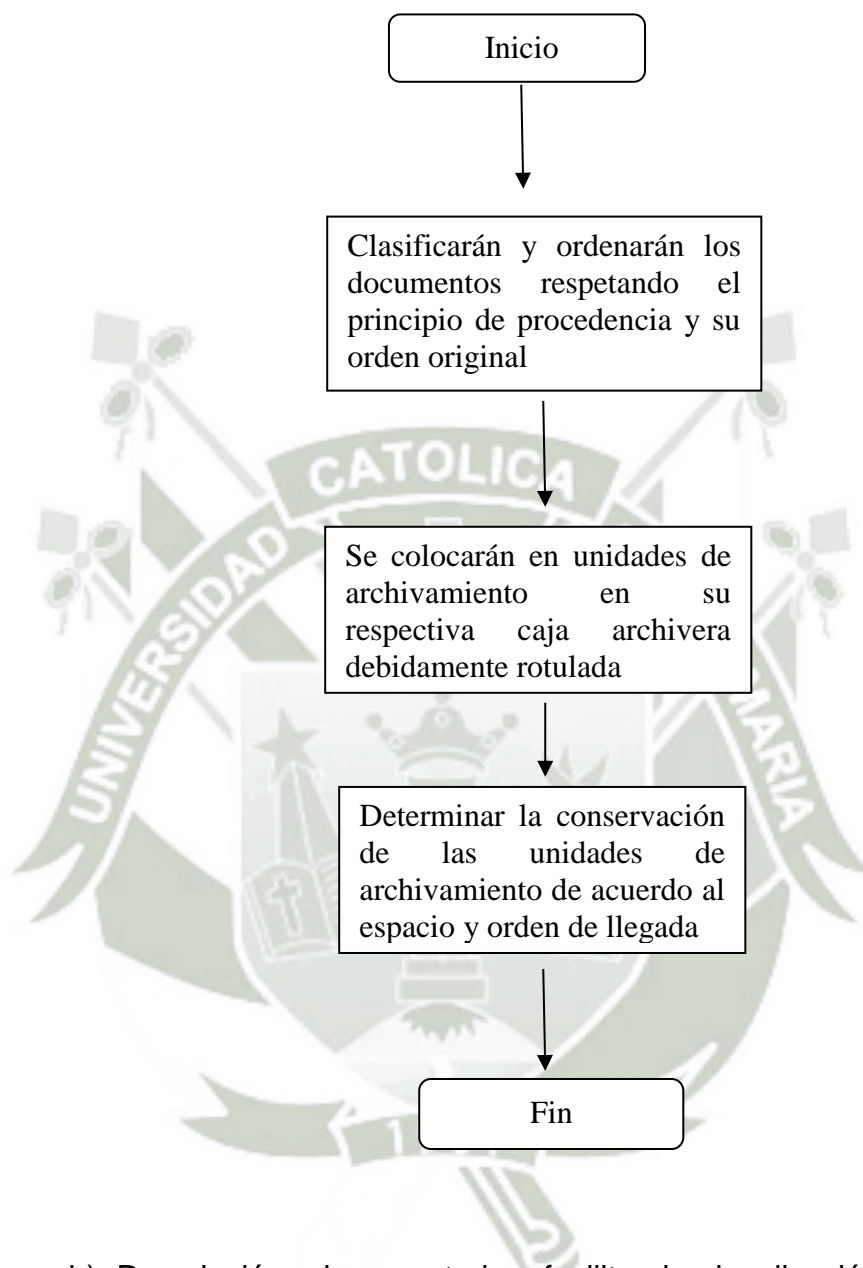 Inicio
Clasificarán y ordenarán los
documentos respetando el
principio de procedencia y su
orden original
CATOLICA
UNIVERSIDAD
MARIA
Se colocarán en unidades de
archivamiento en su
respectiva caja archivera
debidamente rotulada
Determinar la conservación
de las unidades de
archivamiento de acuerdo al
espacio y orden de llegada
Fin